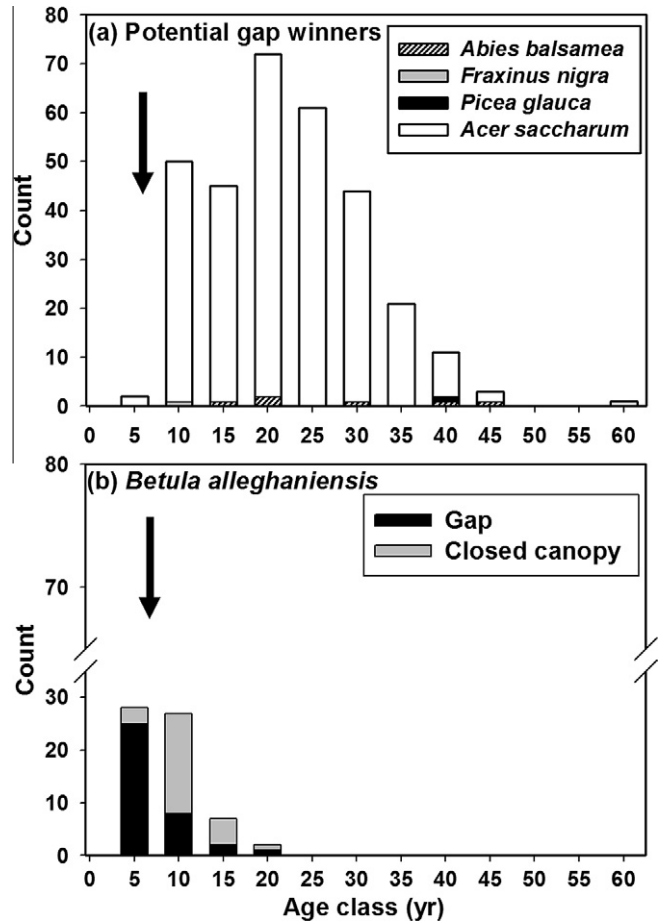 (a) Potential gap winners
Abies balsamea
Fraxinus nigra
Picea glauca
Acer saccharum
Count
80
70
60
50
40
30
20
10
0
0 5 10 15 20 25 30 35 40 45 50 55 60
(b) Betula alleghaniensis
Gap
Closed canopy
Count
80
70
30
20
10
0
0 5 10 15 20 25 30 35 40 45 50 55 60
Age class (yr)